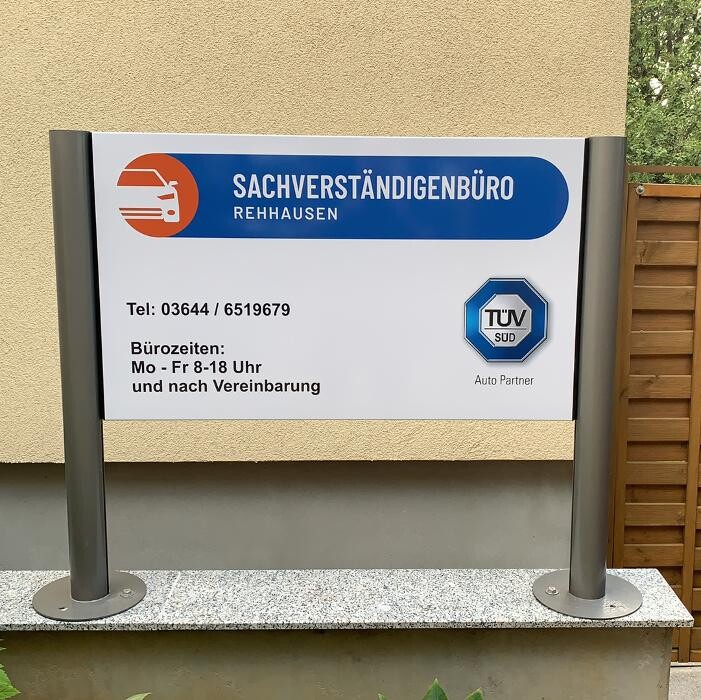 SACHVERSTÄNDIGENBÜRO
REHHAUSEN
Tel: 03644 / 6519679
Bürozeiten:
Mo - Fr 8-18 Uhr
und nach Vereinbarung
TÜV
SÜD
Auto Partner